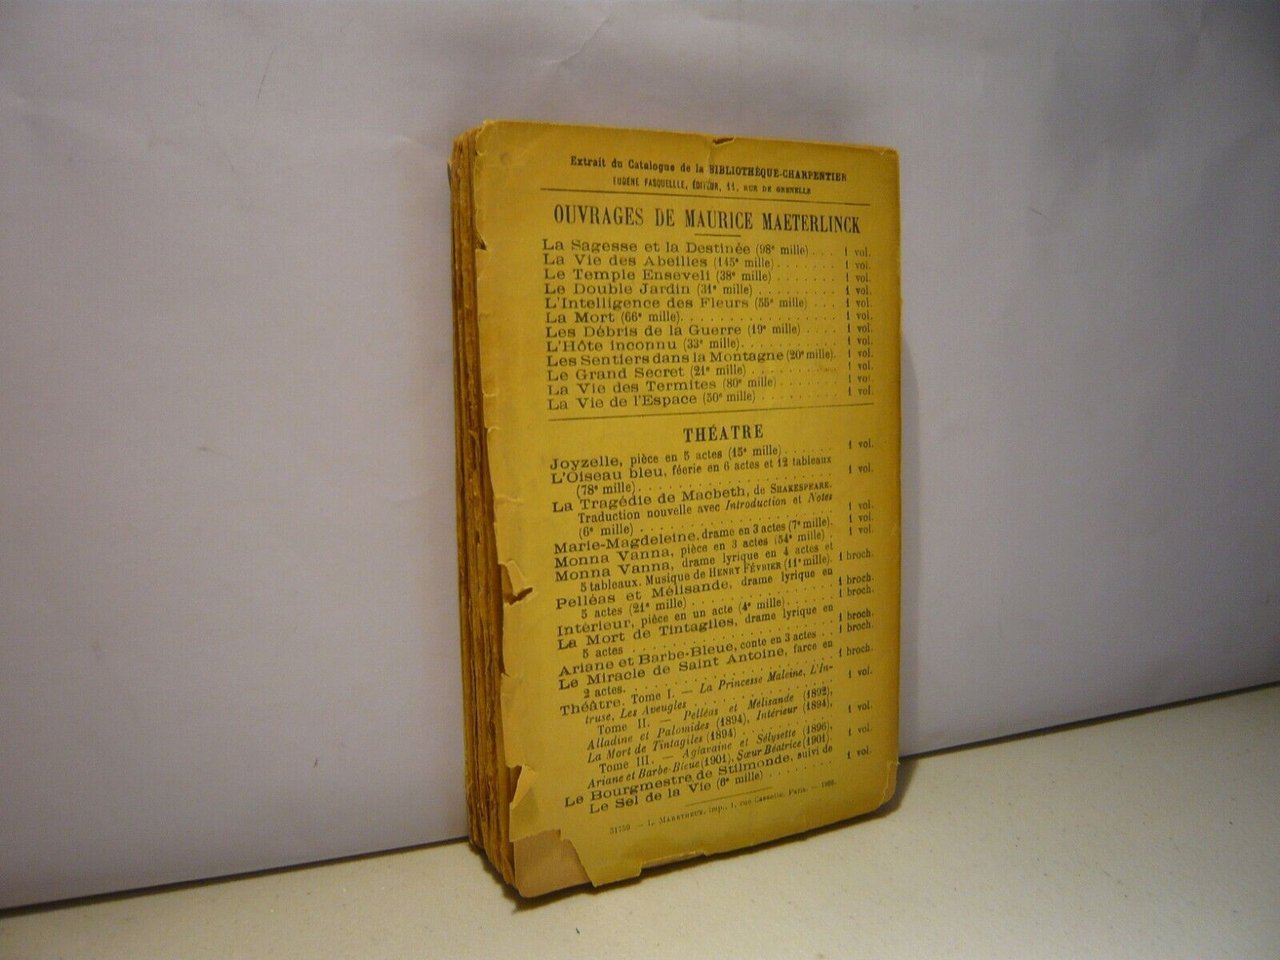 Extrait du Catalogue de la BIBLIOTHÈQUE-CHARPENTIER
EUGÈNE FASQUELLE, ÉDITEUR, 11, RUE DE GRENELLE
OUVRAGES DE MAURICE MAETERLINCK
La Sagesse et la Destinée (98e mille) . . . 1 vol.
La Vie des Abeilles (145e mille) . . . . . . 1 vol.
Le Temple Enseveli (38e mille) . . . . . . 1 vol.
Le Double Jardin (31e mille) . . . . . . . . 1 vol.
L'Intelligence des Fleurs (55e mille) . . . 1 vol.
La Mort (66e mille). . . . . . . . . . . . . 1 vol.
Les Débris de la Guerre (19e mille) . . . . 1 vol.
L'Hôte inconnu (33e mille). . . . . . . . . 1 vol.
Les Sentiers dans la Montagne (20e mille). 1 vol.
Le Grand Secret (21e mille) . . . . . . . . 1 vol.
La Vie des Termites (80e mille) . . . . . . 1 vol.
La Vie de l'Espace (50e mille) . . . . . . . 1 vol.
THÉATRE
Joyzelle, pièce en 5 actes (15e mille) . . . . 1 vol.
L'Oiseau bleu, féerie en 6 actes et 12 tableaux
(78e mille) . . . . . . . . . . . . . . . . 1 vol.
La Tragédie de Macbeth, de SHAKESPEARE.
Traduction nouvelle avec Introduction et Notes
(6e mille) . . . . . . . . . . . . . . . . 1 vol.
Marie-Magdeleine, drame en 3 actes (7e mille). 1 vol.
Monna Vanna, pièce en 3 actes (54e mille) . 1 vol.
Monna Vanna, drame lyrique en 4 actes et
5 tableaux. Musique de HENRY FÉVRIER (11e mille). 1 broch.
Pelléas et Mélisande, drame lyrique en
5 actes (21e mille) . . . . . . . . . . . . 1 broch.
Intérieur, pièce en un acte (4e mille) . . . . 1 broch.
La Mort de Tintagiles, drame lyrique en
5 actes . . . . . . . . . . . . . . . . . 1 broch.
Ariane et Barbe-Bleue, conte en 3 actes . . 1 broch.
Le Miracle de Saint Antoine, farce en
2 actes. . . . . . . . . . . . . . . . . . 1 broch.
Théâtre. Tome I. — La Princesse Maleine, L'In-
truse, Les Aveugles . . . . . . . . . . . . 1 vol.
Tome II. — Pelléas et Mélisande (1892),
Alladine et Palomides (1894), Intérieur (1894),
La Mort de Tintagiles (1894) . . . . . . . . 1 vol.
Tome III. — Aglavaine et Sélysette (1896),
Ariane et Barbe-Bleue (1901), Sœur Béatrice (1901). 1 vol.
Le Bourgmestre de Stilmonde, suivi de
Le Sel de la Vie (6e mille) . . . . . . . . 1 vol.
— L. MARETHEUX, imp., 1, rue Cassette, Paris. —